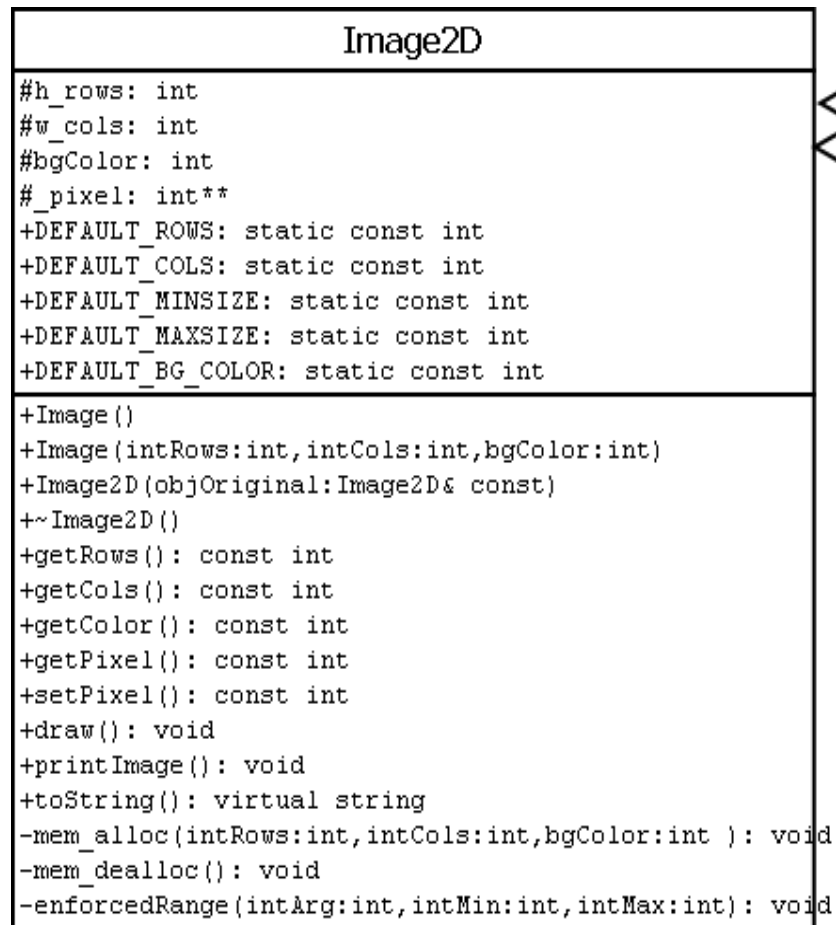 Image2D
#h_rows: int
#w_cols: int
#bgColor: int
#_pixel: int**
+DEFAULT_ROWS: static const int
+DEFAULT_COLS: static const int
+DEFAULT_MINSIZE: static const int
+DEFAULT_MAXSIZE: static const int
+DEFAULT_BG_COLOR: static const int
+Image()
+Image(intRows:int,intCols:int,bgColor:int)
+Image2D(objOriginal:Image2D& const)
+~Image2D()
+getRows(): const int
+getCols(): const int
+getColor(): const int
+getPixel(): const int
+setPixel(): const int
+draw(): void
+printImage(): void
+toString(): virtual string
-mem_alloc(intRows:int,intCols:int,bgColor:int ): void
-mem_dealloc(): void
-enforcedRange(intArg:int,intMin:int,intMax:int): void